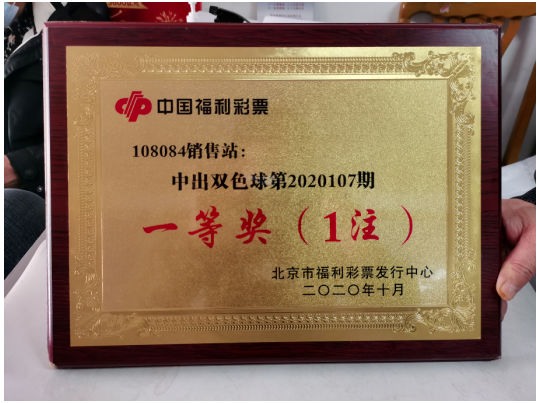 中国福利彩票
108084销售站：
中出双色球第2020107期
一等奖（1注）
北京市福利彩票发行中心
二〇二〇年十月